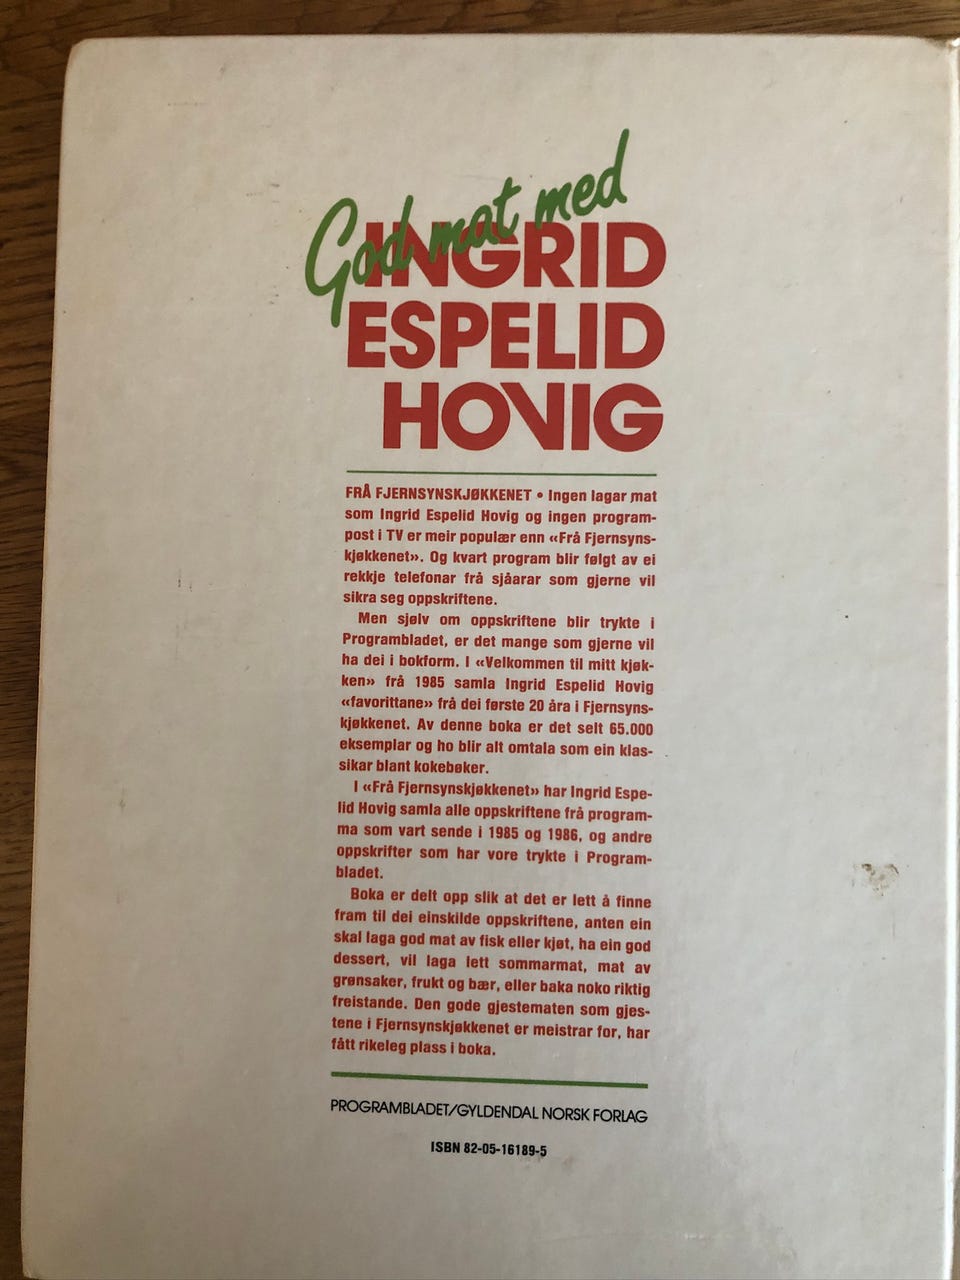 God mat med
INGRID
ESPELID
HOVIG
FRÅ FJERNSYNSKJØKKENET • Ingen lagar mat
som Ingrid Espelid Hovig og ingen program-
post i TV er meir populær enn «Frå Fjernsyns-
kjøkkenet». Og kvart program blir følgt av ei
rekkje telefonar frå sjåarar som gjerne vil
sikra seg oppskriftene.
Men sjølv om oppskriftene blir trykte i
Programbladet, er det mange som gjerne vil
ha dei i bokform. I «Velkommen til mitt kjøk-
ken» frå 1985 samla Ingrid Espelid Hovig
«favorittane» frå dei første 20 åra i Fjernsyns-
kjøkkenet. Av denne boka er det selt 65.000
eksemplar og ho blir alt omtala som ein klas-
sikar blant kokebøker.
I «Frå Fjernsynskjøkkenet» har Ingrid Espe-
lid Hovig samla alle oppskriftene frå program-
ma som vart sende i 1985 og 1986, og andre
oppskrifter som har vore trykte i Program-
bladet.
Boka er delt opp slik at det er lett å finne
fram til dei einskilde oppskriftene, anten ein
skal laga god mat av fisk eller kjøt, ha ein god
dessert, vil laga lett sommarmat, mat av
grønsaker, frukt og bær, eller baka noko riktig
freistande. Den gode gjestematen som gjes-
tene i Fjernsynskjøkkenet er meistrar for, har
fått rikeleg plass i boka.
PROGRAMBLADET/GYLDENDAL NORSK FORLAG
ISBN 82-05-16189-5